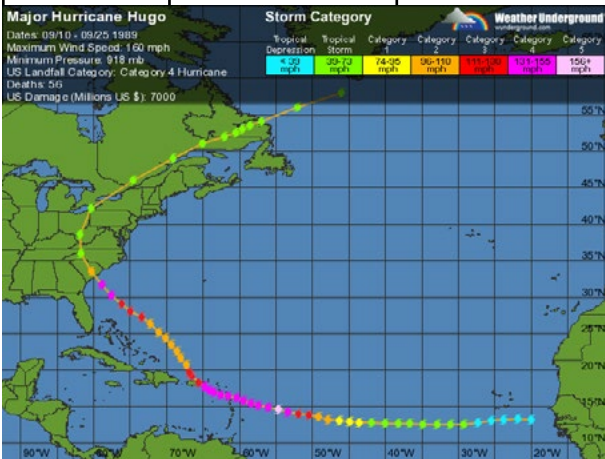 Major Hurricane Hugo
Dates: 09/10 - 09/25 1989
Maximum Wind Speed: 160 mph
Minimum Pressure: 918 mb
US Landfall Category: Category 4 Hurricane
Deaths: 56
US Damage (Millions US $): 7000
Storm Category
Weather Underground
wunderground.com
Tropical Depression Tropical Storm Category 1 Category 2 Category 3 Category 4 Category 5
< 39 mph 39-73 mph 74-95 mph 96-110 mph 111-130 mph 131-155 mph 156+ mph
55°N
50°N
45°N
40°N
35°N
30°N
25°N
20°N
15°N
10°N
90°W 80°W 70°W 60°W 50°W 40°W 30°W 20°W